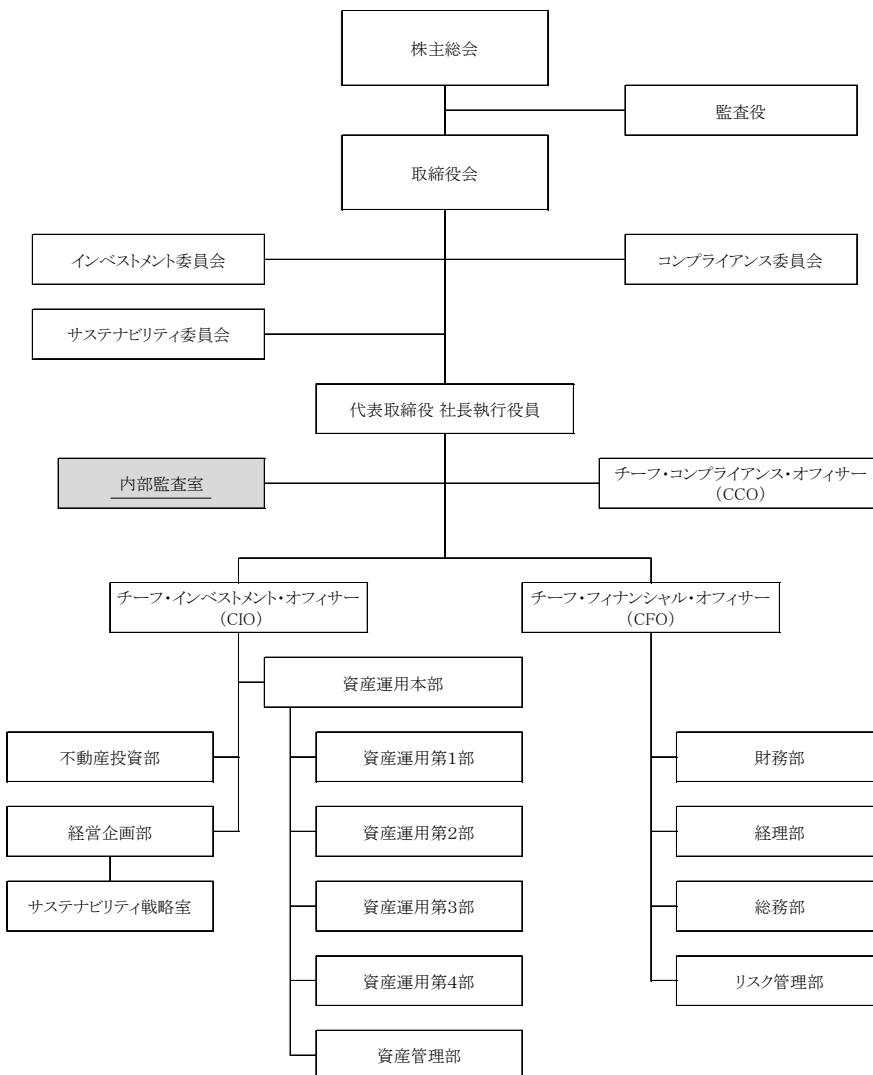 株主総会
監査役
取締役会
インベストメント委員会
コンプライアンス委員会
サステナビリティ委員会
代表取締役 社長執行役員
内部監査室
チーフ・コンプライアンス・オフィサー
（CCO）
チーフ・インベストメント・オフィサー
（CIO）
チーフ・フィナンシャル・オフィサー
（CFO）
資産運用本部
不動産投資部
資産運用第1部
財務部
経営企画部
資産運用第2部
経理部
サステナビリティ戦略室
資産運用第3部
総務部
資産運用第4部
リスク管理部
資産管理部